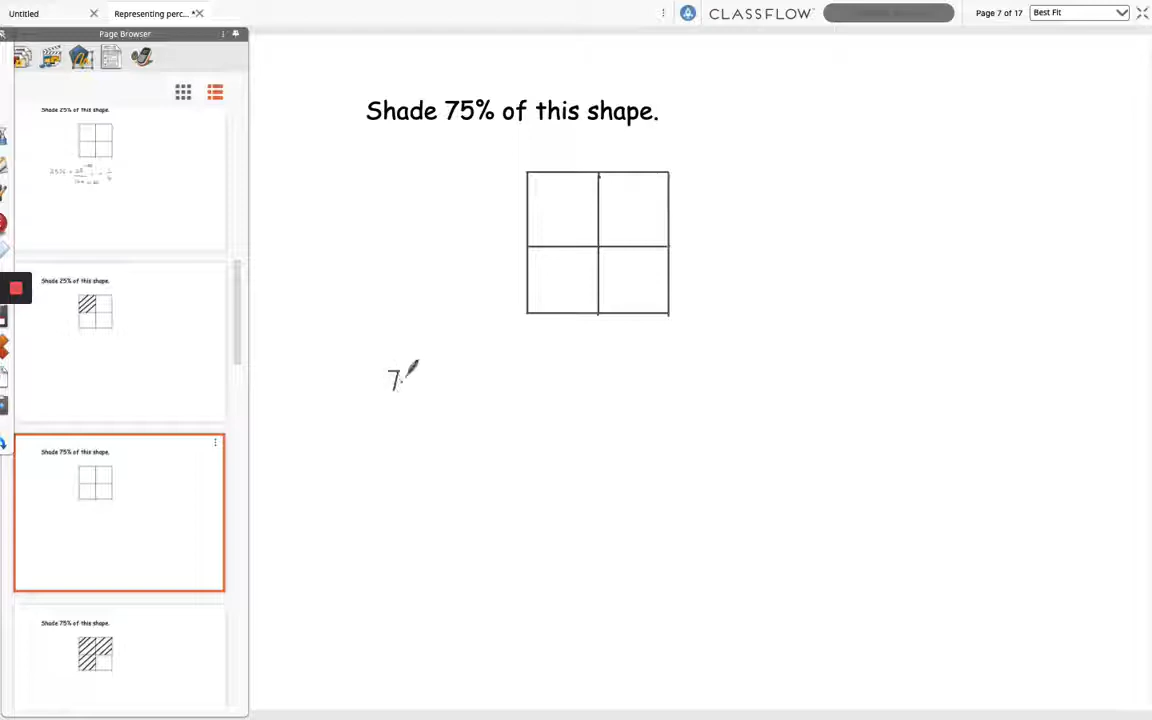 Untitled
Representing perc... *
CLASSFLOW
Page 7 of 17
Best Fit
Page Browser
Shade 25% of this shape.
Shade 25% of this shape.
Shade 75% of this shape.
Shade 75% of this shape.
Shade 75% of this shape.
7